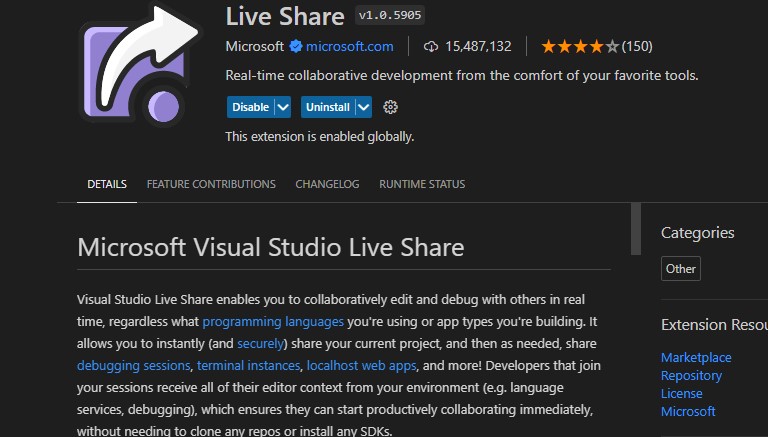 Live Share v1.0.5905
Microsoft microsoft.com 15,487,132 (150)
Real-time collaborative development from the comfort of your favorite tools.
Disable Uninstall
This extension is enabled globally.
DETAILS FEATURE CONTRIBUTIONS CHANGELOG RUNTIME STATUS
Microsoft Visual Studio Live Share
Visual Studio Live Share enables you to collaboratively edit and debug with others in real
time, regardless what programming languages you're using or app types you're building. It
allows you to instantly (and securely) share your current project, and then as needed, share
debugging sessions, terminal instances, localhost web apps, and more! Developers that join
your sessions receive all of their editor context from your environment (e.g. language
services, debugging), which ensures they can start productively collaborating immediately,
without needing to clone any repos or install any SDKs.
Categories
Other
Extension Resou
Marketplace
Repository
License
Microsoft